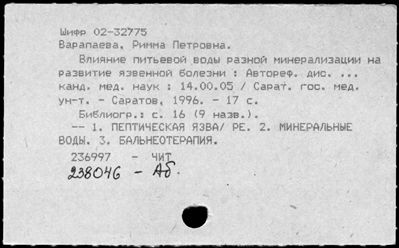 Шифр 02-32775
Варапаева, Римма Петровна.
Влияние питьевой воды разной минерализации на
развитие язвенной болезни : Автореф. дис. ...
канд. мед. наук : 14.00.05 / Сарат. гос. мед.
ун-т. - Саратов, 1996. - 17 с.
Библиогр.: с. 16 (9 назв.).
-- 1. ПЕПТИЧЕСКАЯ ЯЗВА/ PE. 2. МИНЕРАЛЬНЫЕ
ВОДЫ. 3. БАЛЬНЕОТЕРАПИЯ.
236997 - ЧИТ
238046 - Аб.